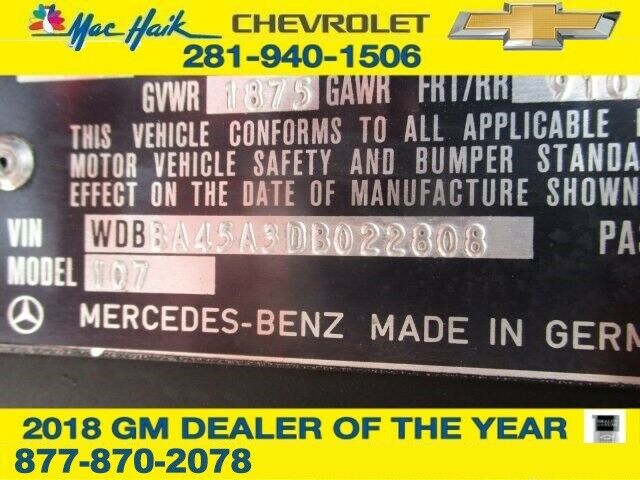 Mac Haik CHEVROLET
281-940-1506
GVWR 1875 GAWR FRT/RR 910
THIS VEHICLE CONFORMS TO ALL APPLICABLE
MOTOR VEHICLE SAFETY AND BUMPER STANDA
EFFECT ON THE DATE OF MANUFACTURE SHOWN
VIN WDBBA45A3DB022808 PAS
MODEL 107
MERCEDES-BENZ MADE IN GERM
2018 GM DEALER OF THE YEAR
877-870-2078